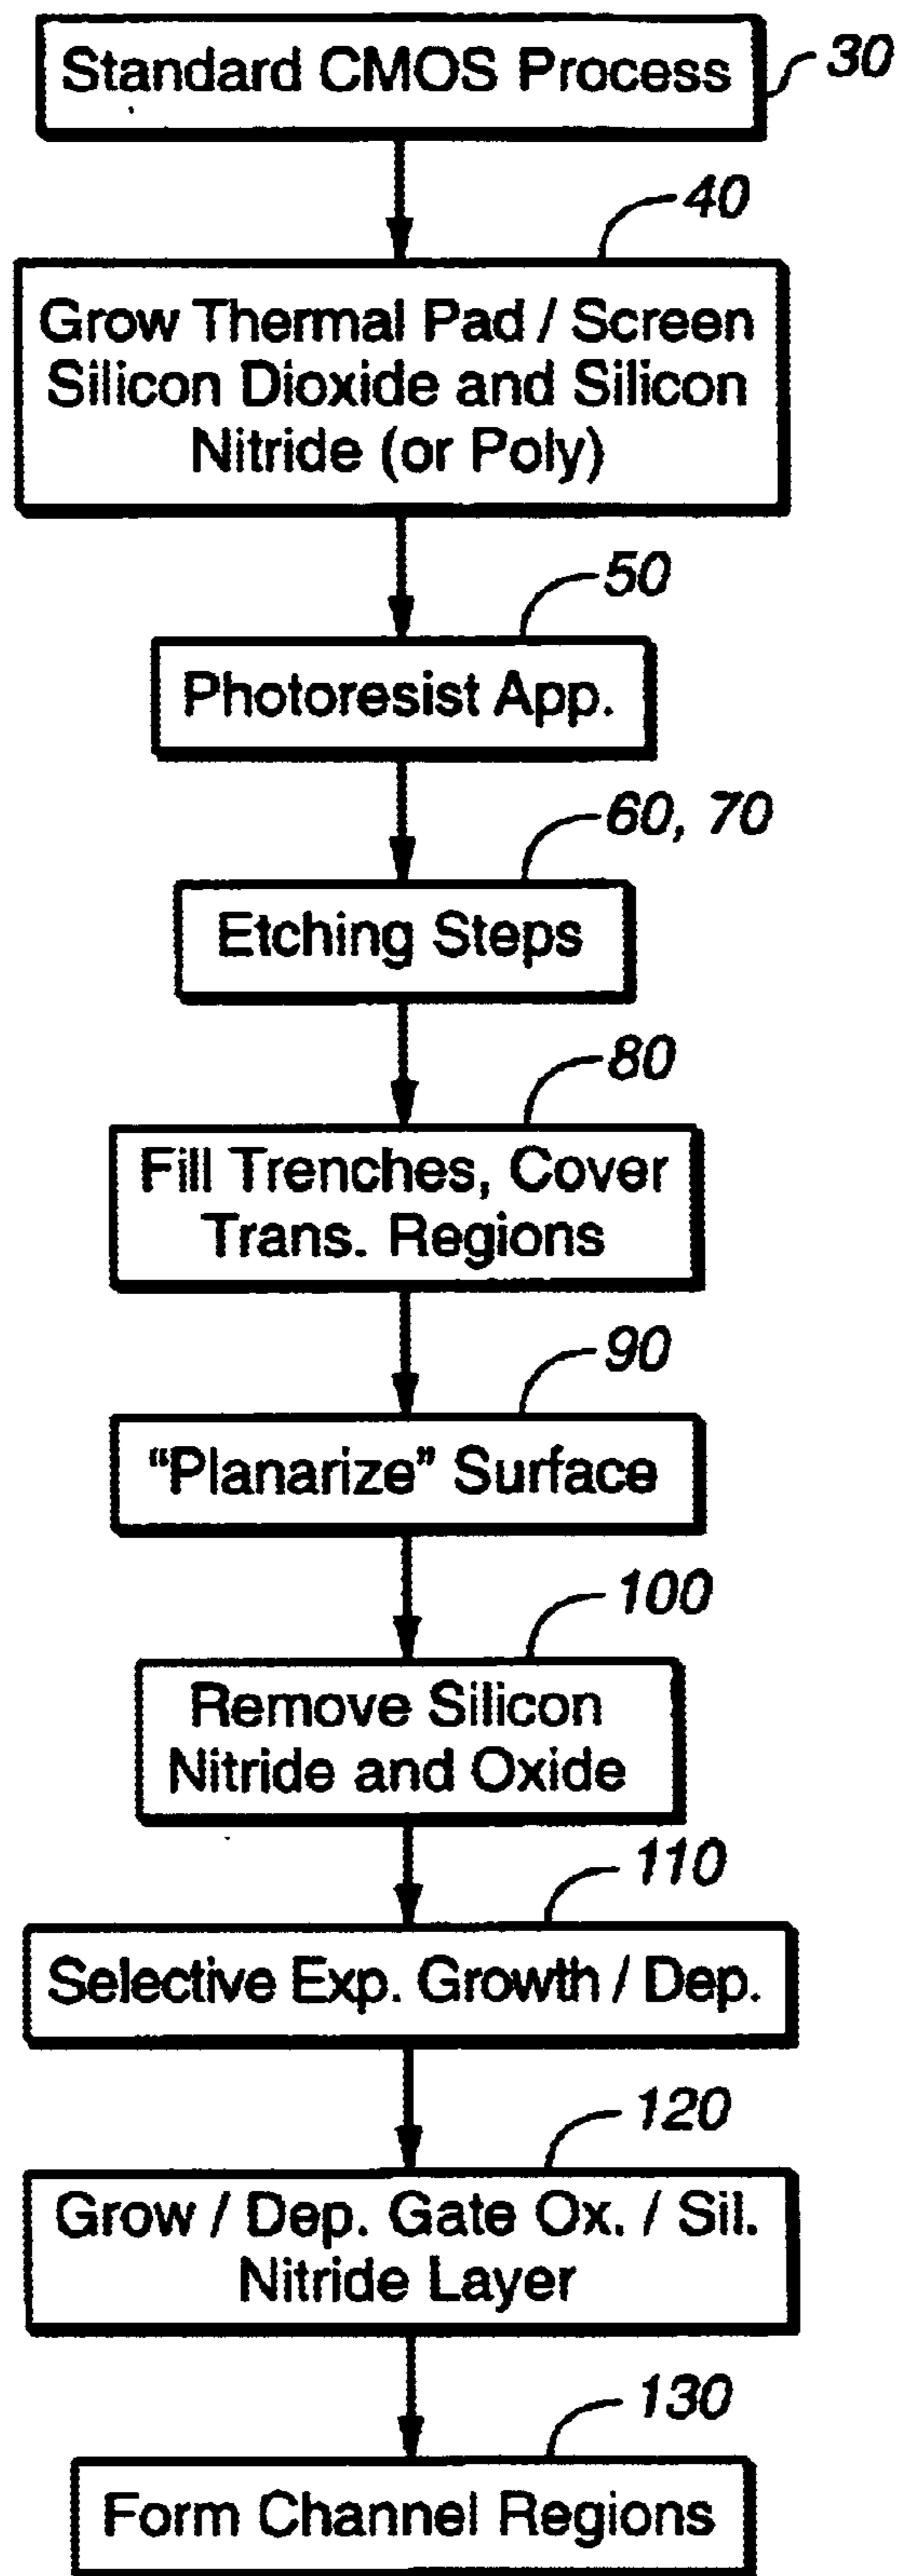 Standard CMOS Process
30
40
Grow Thermal Pad / Screen
Silicon Dioxide and Silicon
Nitride (or Poly)
50
Photoresist App.
60, 70
Etching Steps
80
Fill Trenches, Cover
Trans. Regions
90
“Planarize” Surface
100
Remove Silicon
Nitride and Oxide
110
Selective Exp. Growth / Dep.
120
Grow / Dep. Gate Ox. / Sil.
Nitride Layer
130
Form Channel Regions